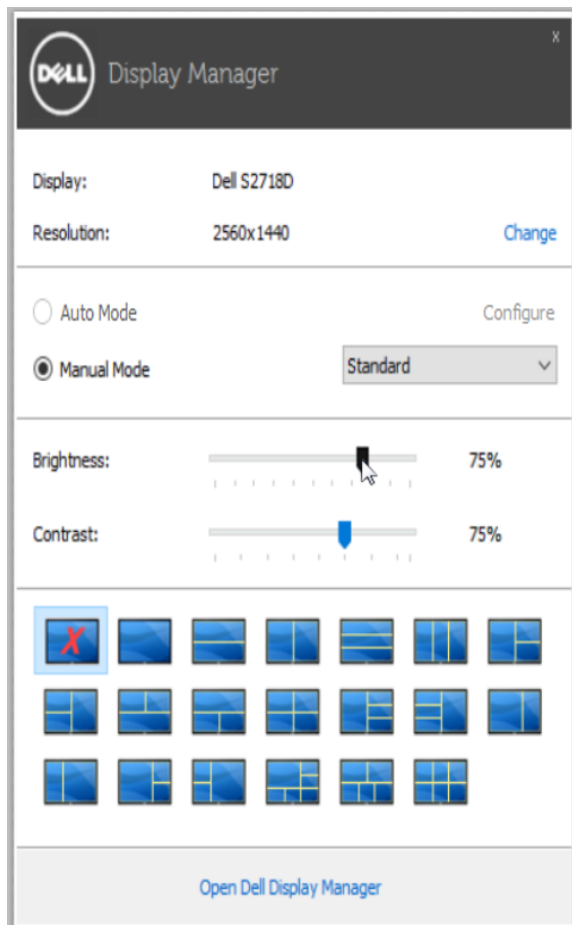 x
DELL Display Manager
Display: Dell S2718D
Resolution: 2560x1440 Change
Auto Mode Configure
Manual Mode Standard
Brightness: 75%
Contrast: 75%
Open Dell Display Manager